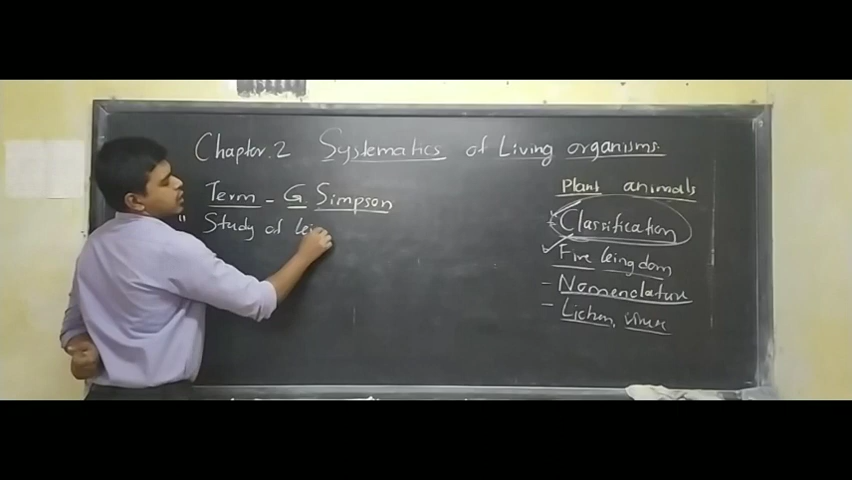 Chapter.2 Systematics of Living organisms.
Term - G. Simpson
" Study of
Plant animals
Classification
Five kingdom
- Nomenclature
- Lichen, virus